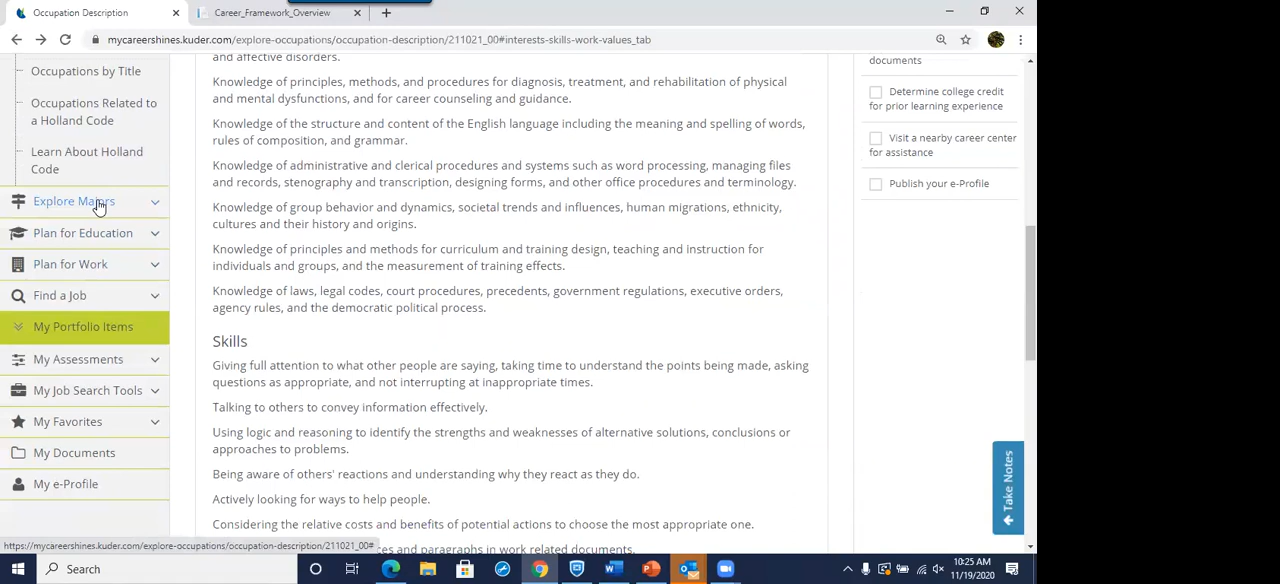 Occupation Description
Career_Framework_Overview
mycareershines.kuder.com/explore-occupations/occupation-description/211021_00#interests-skills-work-values_tab
Occupations by Title
Occupations Related to
a Holland Code
Learn About Holland
Code
Explore Majors
Plan for Education
Plan for Work
Find a Job
My Portfolio Items
My Assessments
My Job Search Tools
My Favorites
My Documents
My e-Profile
and affective disorders.
Knowledge of principles, methods, and procedures for diagnosis, treatment, and rehabilitation of physical
and mental dysfunctions, and for career counseling and guidance.
Knowledge of the structure and content of the English language including the meaning and spelling of words,
rules of composition, and grammar.
Knowledge of administrative and clerical procedures and systems such as word processing, managing files
and records, stenography and transcription, designing forms, and other office procedures and terminology.
Knowledge of group behavior and dynamics, societal trends and influences, human migrations, ethnicity,
cultures and their history and origins.
Knowledge of principles and methods for curriculum and training design, teaching and instruction for
individuals and groups, and the measurement of training effects.
Knowledge of laws, legal codes, court procedures, precedents, government regulations, executive orders,
agency rules, and the democratic political process.
Skills
Giving full attention to what other people are saying, taking time to understand the points being made, asking
questions as appropriate, and not interrupting at inappropriate times.
Talking to others to convey information effectively.
Using logic and reasoning to identify the strengths and weaknesses of alternative solutions, conclusions or
approaches to problems.
Being aware of others' reactions and understanding why they react as they do.
Actively looking for ways to help people.
Considering the relative costs and benefits of potential actions to choose the most appropriate one.
ces and paragraphs in work related documents.
documents
Determine college credit
for prior learning experience
Visit a nearby career center
for assistance
Publish your e-Profile
Take Notes
https://mycareershines.kuder.com/explore-occupations/occupation-description/211021_00#
Search
10:25 AM
11/19/2020